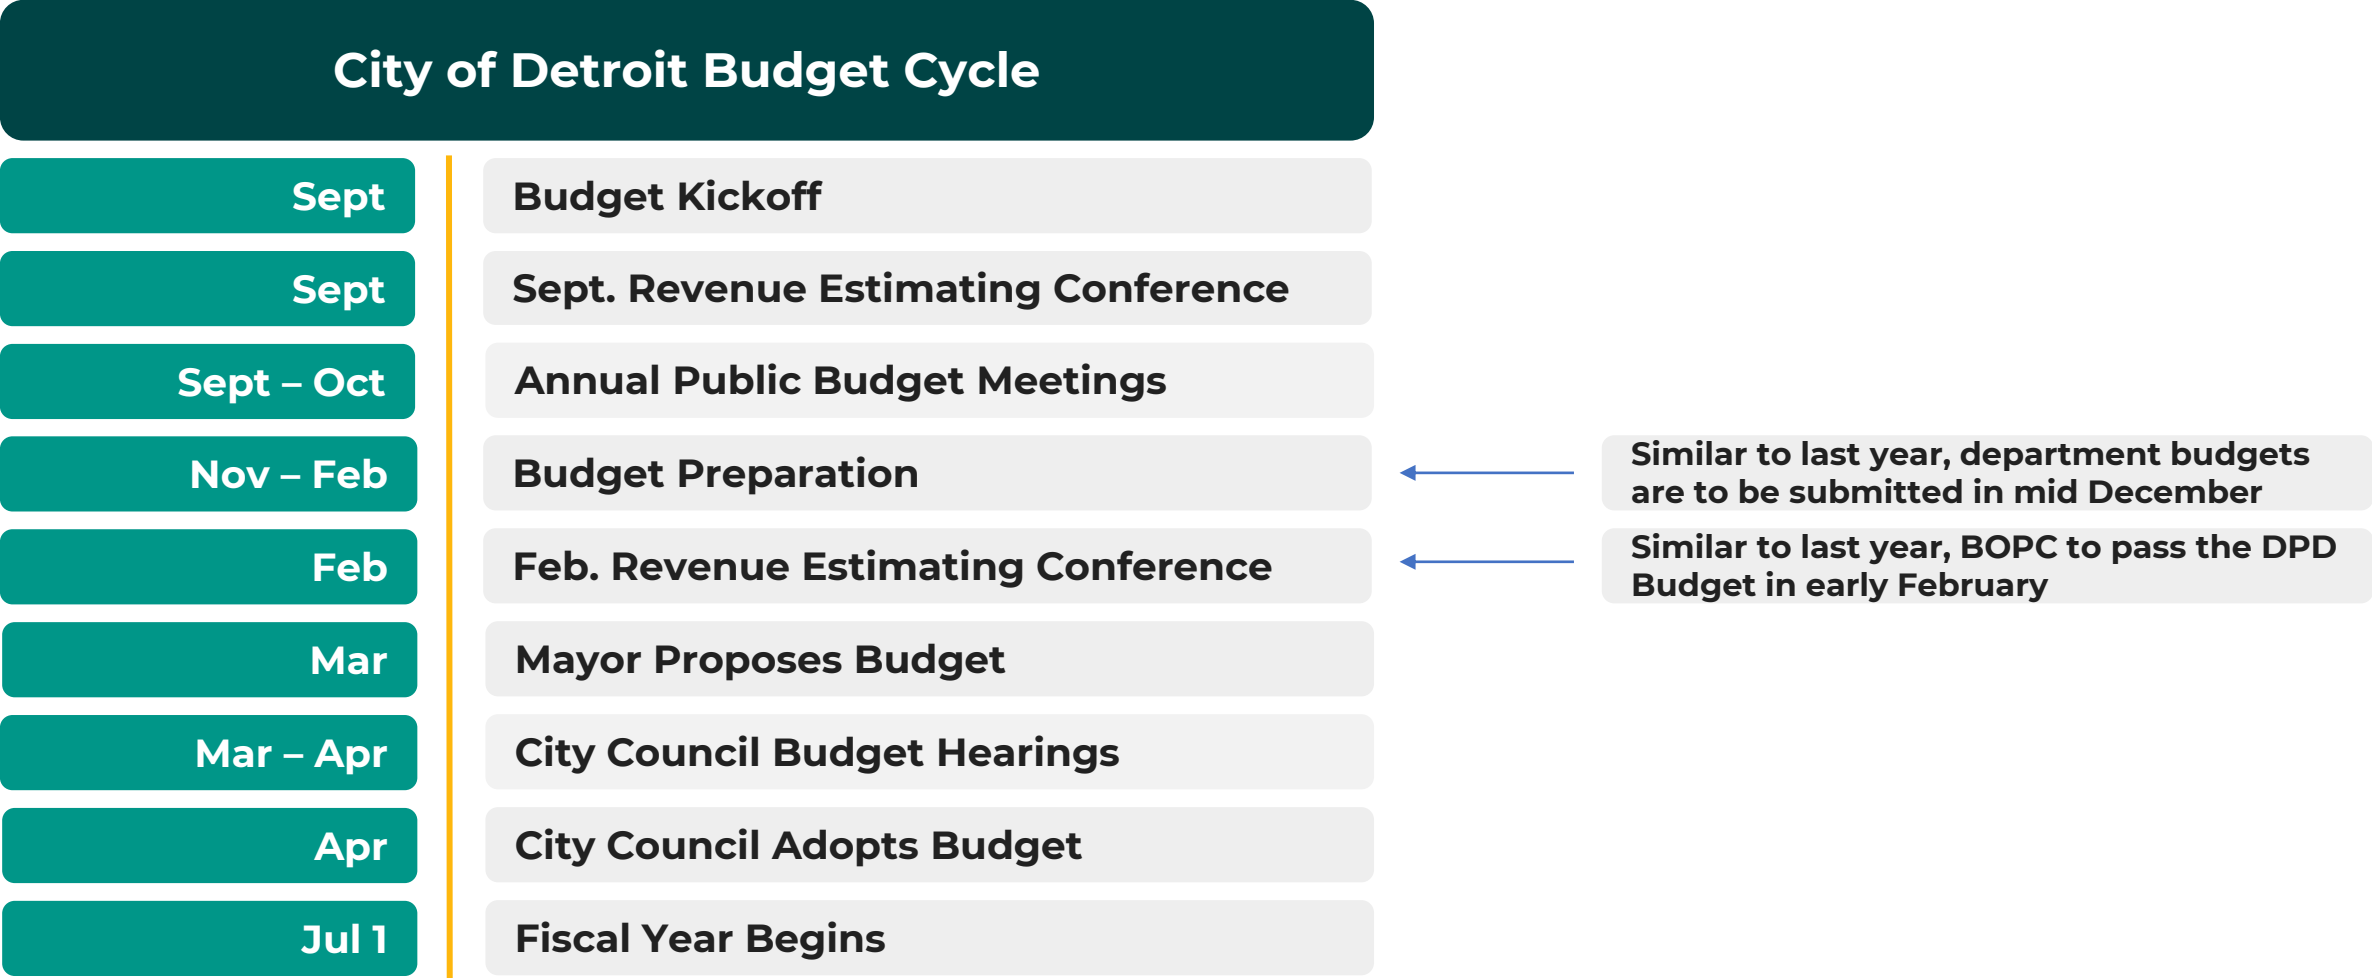 City of Detroit Budget Cycle
Sept
Budget Kickoff
Sept
Sept. Revenue Estimating Conference
Sept – Oct
Annual Public Budget Meetings
Nov – Feb
Budget Preparation
Similar to last year, department budgets
are to be submitted in mid December
Feb
Feb. Revenue Estimating Conference
Similar to last year, BOPC to pass the DPD
Budget in early February
Mar
Mayor Proposes Budget
Mar – Apr
City Council Budget Hearings
Apr
City Council Adopts Budget
Jul 1
Fiscal Year Begins